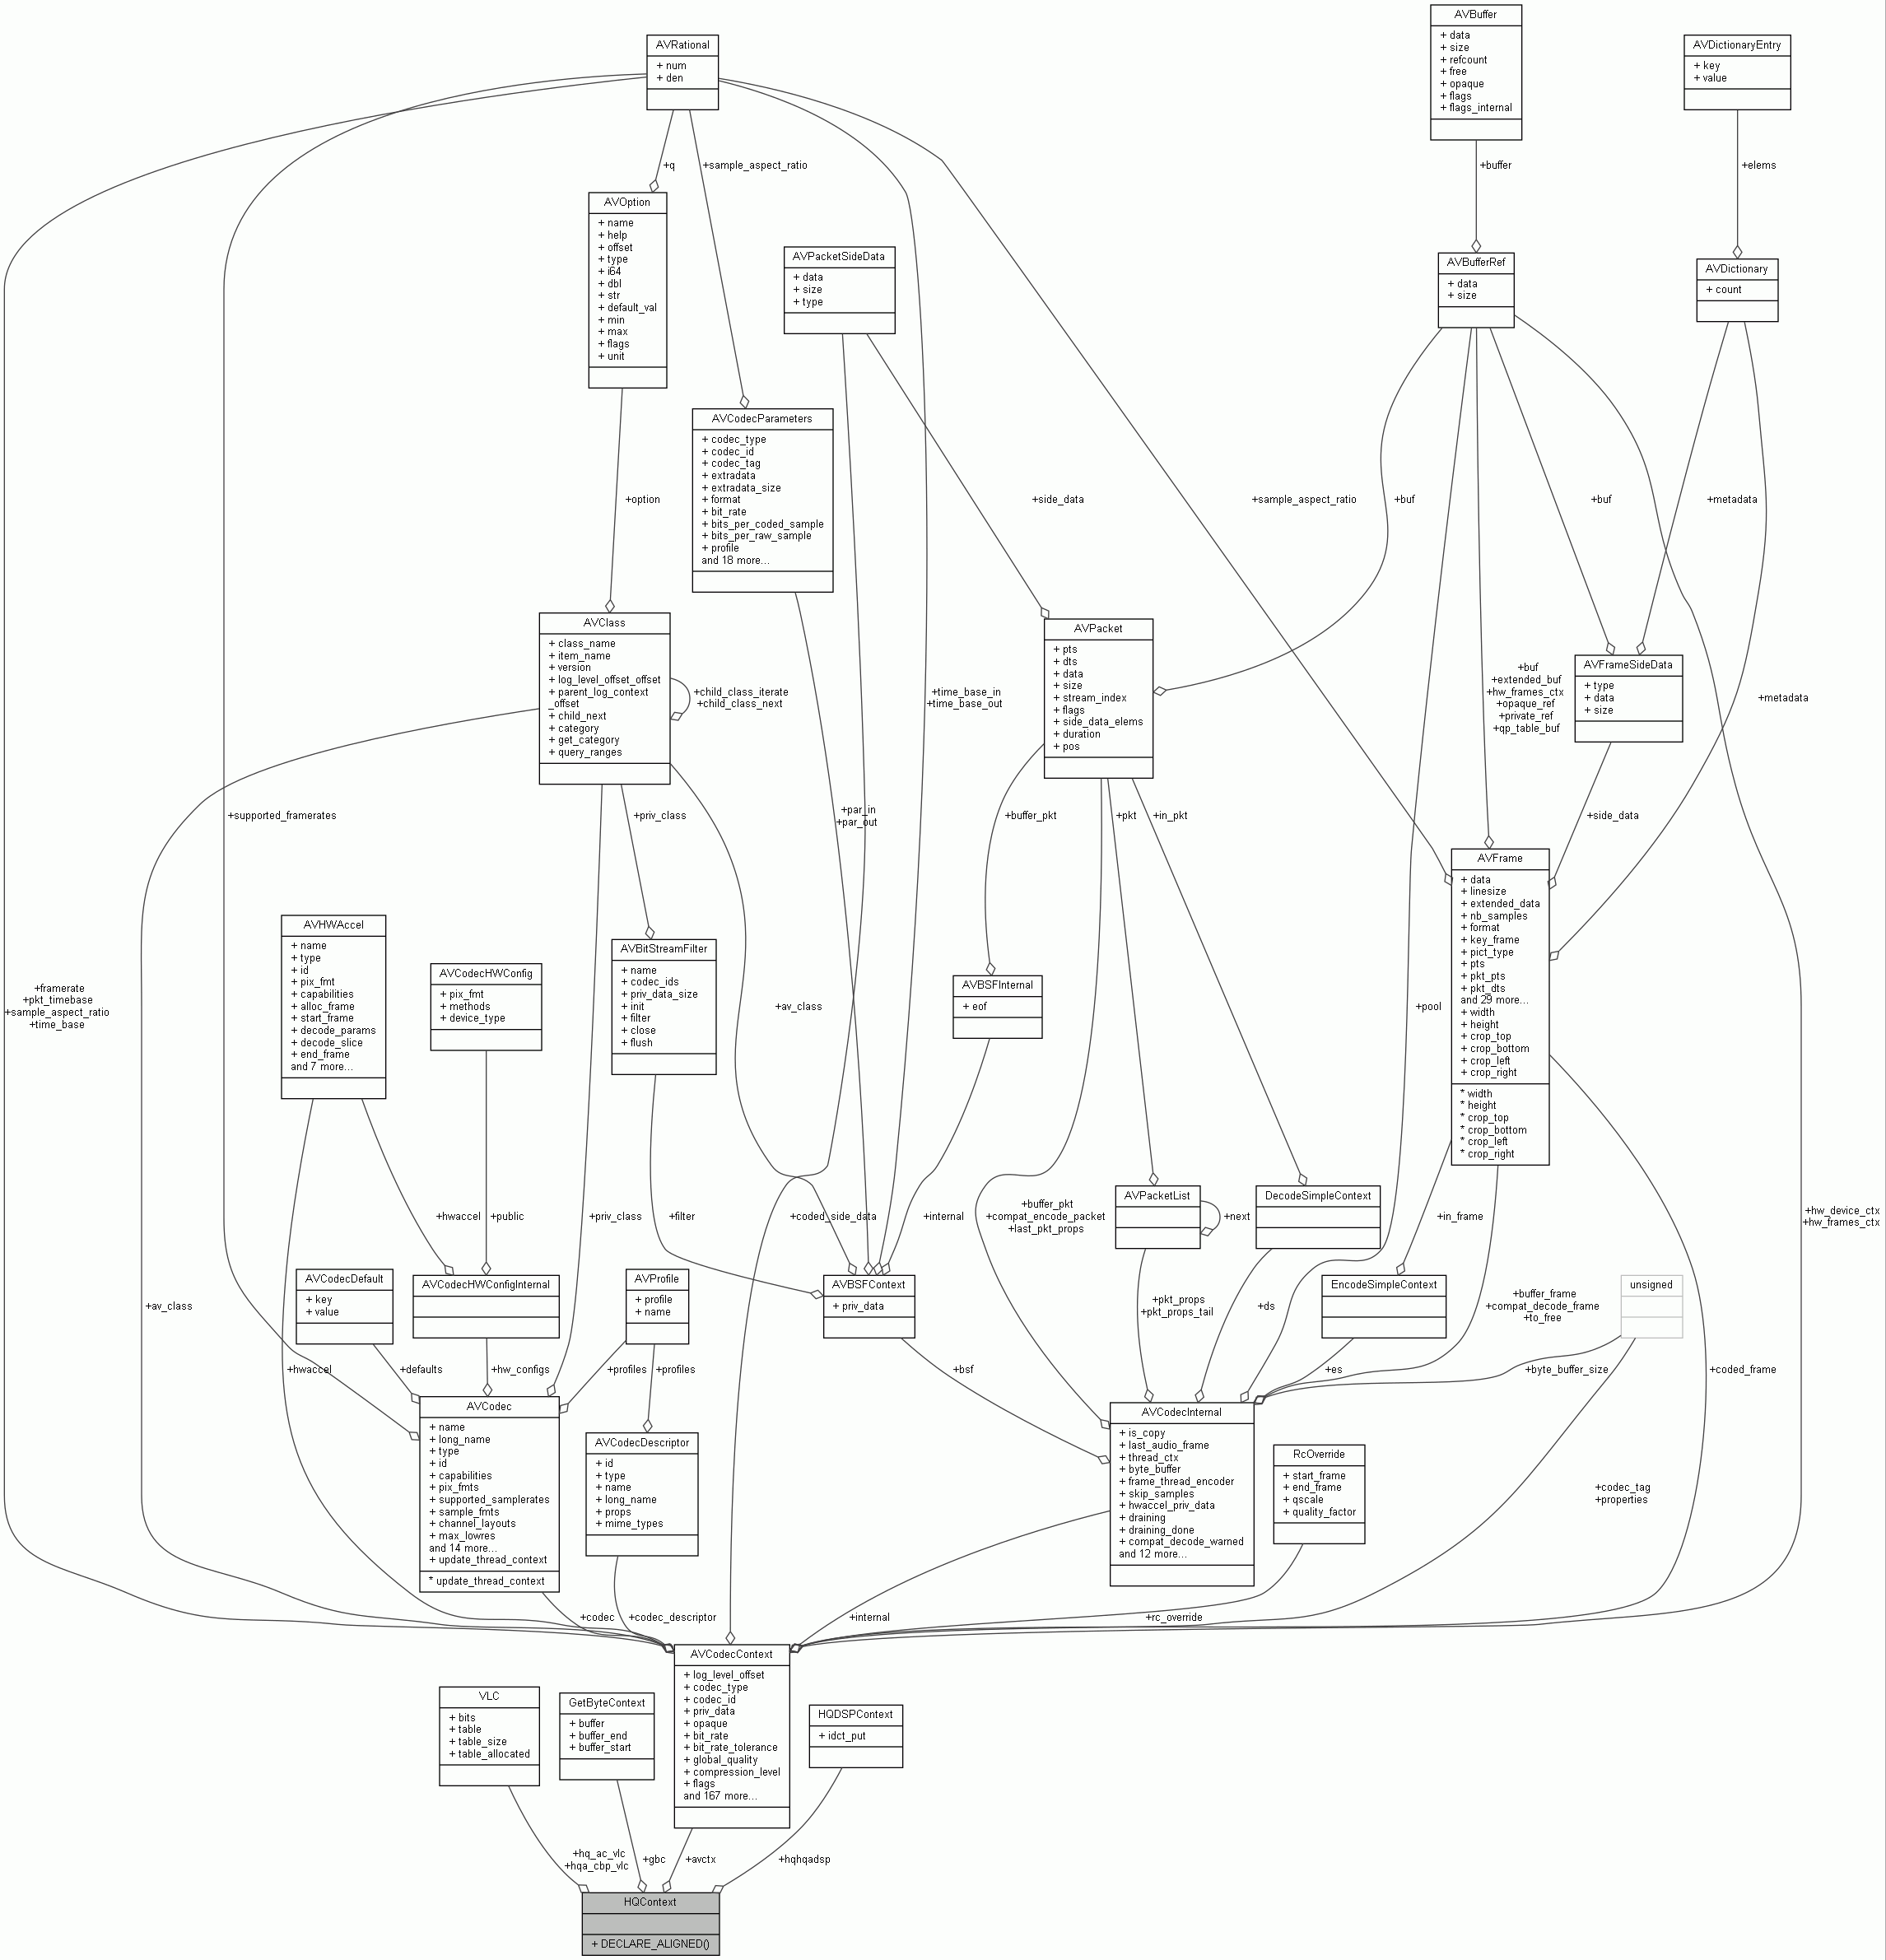 AVBuffer
+ data
+ size
+ refcount
+ free
+ opaque
+ flags
+ flags_internal
AVRational
+ num
+ den
AVDictionaryEntry
+ key
+ value
+q
+sample_aspect_ratio
+buffer
+elems
AVOption
+ name
+ help
+ offset
+ type
+ i64
+ dbl
+ str
+ default_val
+ min
+ max
+ flags
+ unit
AVPacketSideData
+ data
+ size
+ type
AVBufferRef
+ data
+ size
AVDictionary
+ count
AVCodecParameters
+ codec_type
+ codec_id
+ codec_tag
+ extradata
+ extradata_size
+ format
+ bit_rate
+ bits_per_coded_sample
+ bits_per_raw_sample
+ profile
and 18 more...
+option
+side_data
+sample_aspect_ratio
+buf
+buf
+metadata
AVClass
+ class_name
+ item_name
+ version
+ log_level_offset_offset
+ parent_log_context
_offset
+ child_next
+ category
+ get_category
+ query_ranges
+child_class_iterate
+child_class_next
+time_base_in
+time_base_out
AVPacket
+ pts
+ dts
+ data
+ size
+ stream_index
+ flags
+ side_data_elems
+ duration
+ pos
+buf
+extended_buf
+hw_frames_ctx
+opaque_ref
+private_ref
+qp_table_buf
AVFrameSideData
+ type
+ data
+ size
+metadata
+supported_framerates
+priv_class
+par_in
+par_out
+buffer_pkt
+pkt
+in_pkt
+side_data
AVFrame
+ data
+ linesize
+ extended_data
+ nb_samples
+ format
+ key_frame
+ pict_type
+ pts
+ pkt_pts
+ pkt_dts
and 29 more...
+ width
+ height
+ crop_top
+ crop_bottom
+ crop_left
+ crop_right
* width
* height
* crop_top
* crop_bottom
* crop_left
* crop_right
AVHWAccel
+ name
+ type
+ id
+ pix_fmt
+ capabilities
+ alloc_frame
+ start_frame
+ decode_params
+ decode_slice
+ end_frame
and 7 more...
AVCodecHWConfig
+ pix_fmt
+ methods
+ device_type
AVBitStreamFilter
+ name
+ codec_ids
+ priv_data_size
+ init
+ filter
+ close
+ flush
AVBSFInternal
+ eof
+framerate
+pkt_timebase
+sample_aspect_ratio
+time_base
+av_class
+pool
+hwaccel
+public
+priv_class
+filter
+coded_side_data
+internal
+buffer_pkt
+compat_encode_packet
+last_pkt_props
AVPacketList
+next
DecodeSimpleContext
+in_frame
+hw_device_ctx
+hw_frames_ctx
AVCodecDefault
+ key
+ value
AVCodecHWConfigInternal
AVProfile
+ profile
+ name
AVBSFContext
+ priv_data
+pkt_props
+pkt_props_tail
+ds
EncodeSimpleContext
+buffer_frame
+compat_decode_frame
+to_free
unsigned
+av_class
+hwaccel
+defaults
+hw_configs
+profiles
+profiles
+bsf
+es
+byte_buffer_size
+coded_frame
AVCodec
+ name
+ long_name
+ type
+ id
+ capabilities
+ pix_fmts
+ supported_samplerates
+ sample_fmts
+ channel_layouts
+ max_lowres
and 14 more...
+ update_thread_context
* update_thread_context
AVCodecDescriptor
+ id
+ type
+ name
+ long_name
+ props
+ mime_types
AVCodecInternal
+ is_copy
+ last_audio_frame
+ thread_ctx
+ byte_buffer
+ frame_thread_encoder
+ skip_samples
+ hwaccel_priv_data
+ draining
+ draining_done
+ compat_decode_warned
and 12 more...
RcOverride
+ start_frame
+ end_frame
+ qscale
+ quality_factor
+codec_tag
+properties
+codec
+codec_descriptor
+internal
+rc_override
AVCodecContext
+ log_level_offset
+ codec_type
+ codec_id
+ priv_data
+ opaque
+ bit_rate
+ bit_rate_tolerance
+ global_quality
+ compression_level
+ flags
and 167 more...
VLC
+ bits
+ table
+ table_size
+ table_allocated
GetByteContext
+ buffer
+ buffer_end
+ buffer_start
HQDSPContext
+ idct_put
+hq_ac_vlc
+hqa_cbp_vlc
+gbc
+avctx
+hqhqadsp
HQContext
+ DECLARE_ALIGNED()